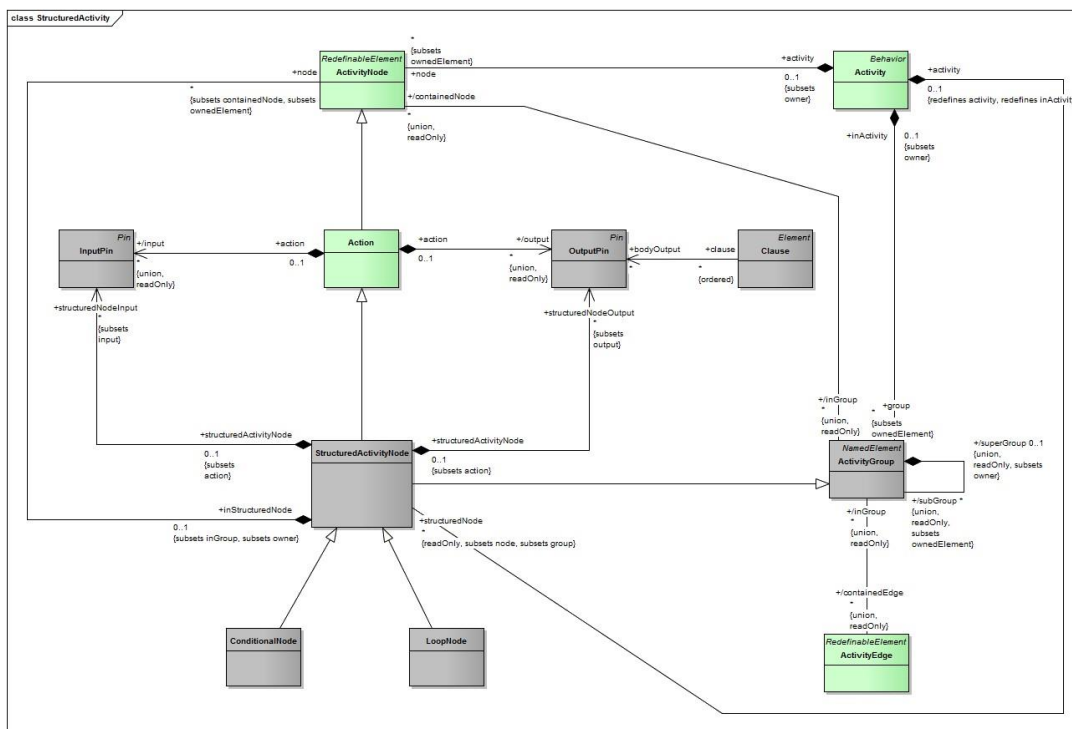 class StructuredActivity
*
{subsets
ownedElement}
+node
RedefinableElement
ActivityNode
+node
*
{subsets containedNode, subsets
ownedElement}
+/containedNode
*
{union,
readOnly}
+activity
0..1
{subsets
owner}
Behavior
Activity
+activity
0..1
{redefines activity, redefines inActivity
+inActivity
0..1
{subsets
owner}
Pin
InputPin
+/input
*
{union,
readOnly}
+action
0..1
Action
+action
0..1
+/output
*
{union,
readOnly}
Pin
OutputPin
+bodyOutput
*
+clause
*
{ordered}
Element
Clause
+structuredNodeInput
*
{subsets
input}
+structuredNodeOutput
*
{subsets
output}
+structuredActivityNode
0..1
{subsets
action}
StructuredActivityNode
+structuredActivityNode
0..1
{subsets action}
+/inGroup
*
{union,
readOnly}
+group
*
{subsets
ownedElement}
NamedElement
ActivityGroup
+/superGroup 0..1
{union,
readOnly, subsets
owner}
+/subGroup *
{union,
readOnly,
subsets
ownedElement}
+inStructuredNode
0..1
{subsets inGroup, subsets owner}
+structuredNode
*
{readOnly, subsets node, subsets group}
+/inGroup
*
{union,
readOnly}
+/containedEdge
*
{union,
readOnly}
ConditionalNode
LoopNode
RedefinableElement
ActivityEdge